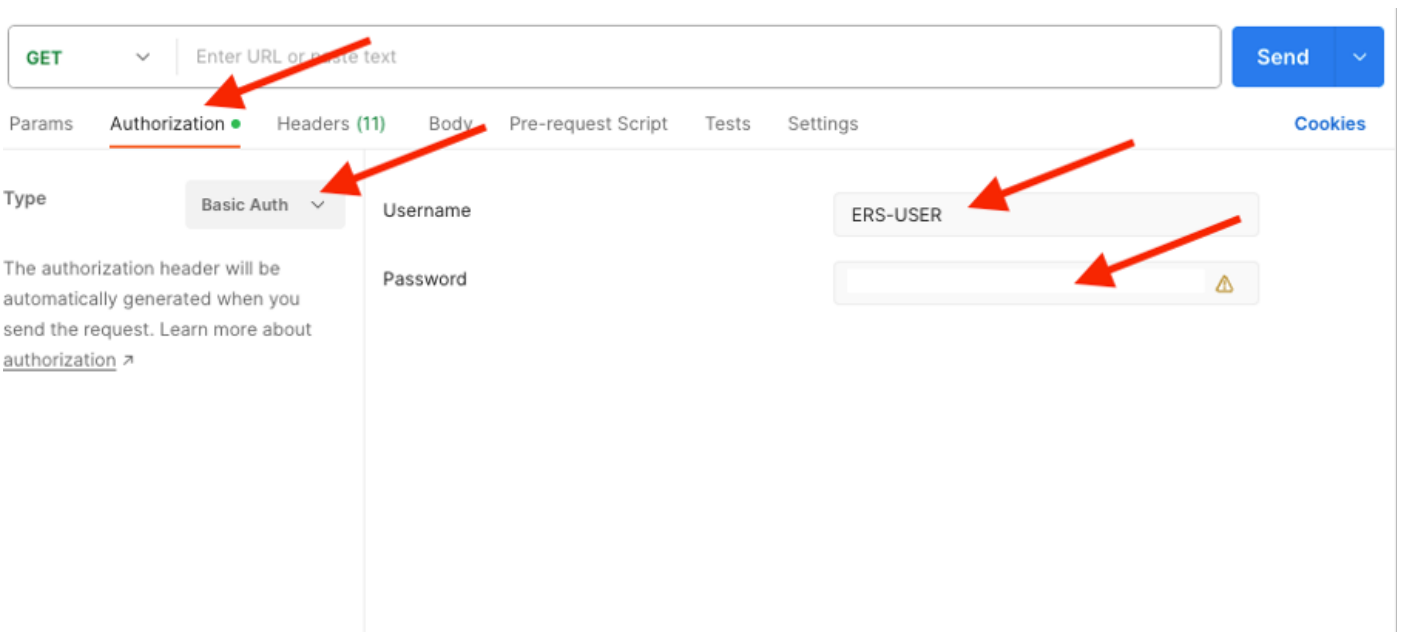 GET Enter URL or paste text Send
Params Authorization Headers (11) Body Pre-request Script Tests Settings Cookies
Type Basic Auth
Username ERS-USER
Password
The authorization header will be
automatically generated when you
send the request. Learn more about
authorization ↗